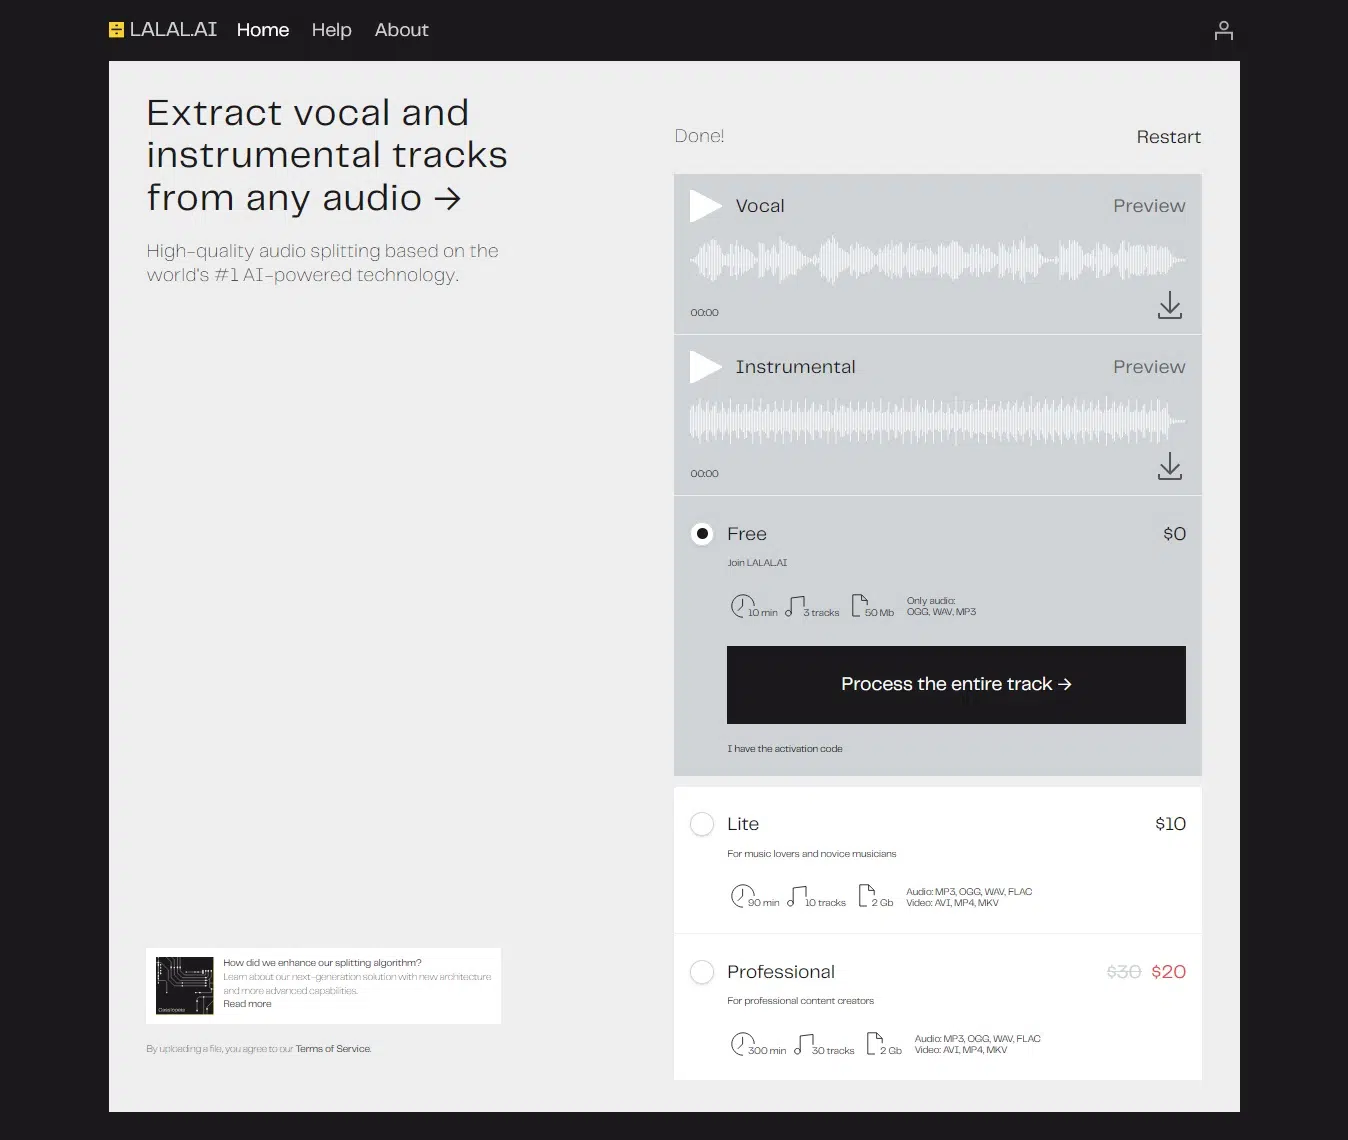 LALAL.AI Home Help About
Extract vocal and
instrumental tracks
from any audio →
High-quality audio splitting based on the
world's #1 AI-powered technology.
Done! Restart
Vocal Preview
00:00
Instrumental Preview
00:00
Free $0
Join LALAL.AI
10 min 3 tracks 50 Mb Only audio:
OGG, WAV, MP3
Process the entire track →
I have the activation code
Lite $10
For music lovers and novice musicians
90 min 10 tracks 2 Gb Audio: MP3, OGG, WAV, FLAC
Video: AVI, MP4, MKV
Professional $30 $20
For professional content creators
300 min 30 tracks 2 Gb Audio: MP3, OGG, WAV, FLAC
Video: AVI, MP4, MKV
How did we enhance our splitting algorithm?
Learn about our next-generation solution with new architecture
and more advanced capabilities.
Read more
By uploading a file, you agree to our Terms of Service.